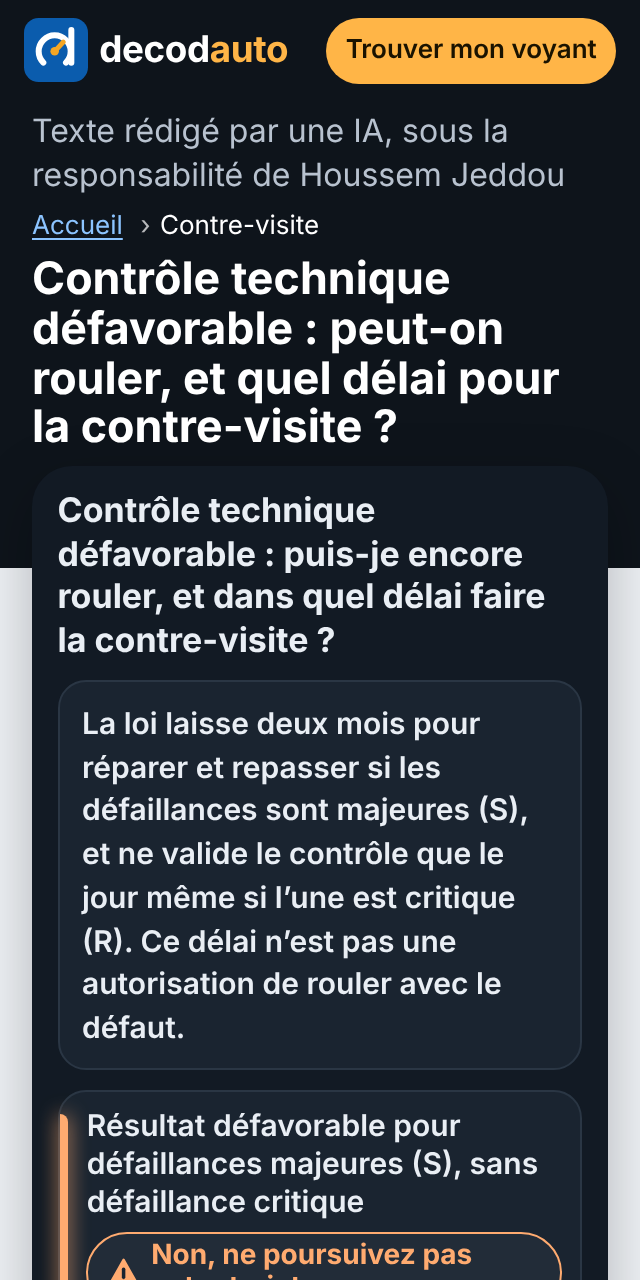 decodauto
Trouver mon voyant
Texte rédigé par une IA, sous la
responsabilité de Houssem Jeddou
Accueil › Contre-visite
Contrôle technique
défavorable : peut-on
rouler, et quel délai pour
la contre-visite ?
Contrôle technique
défavorable : puis-je encore
rouler, et dans quel délai faire
la contre-visite ?
La loi laisse deux mois pour
réparer et repasser si les
défaillances sont majeures (S),
et ne valide le contrôle que le
jour même si l’une est critique
(R). Ce délai n’est pas une
autorisation de rouler avec le
défaut.
Résultat défavorable pour
défaillances majeures (S), sans
défaillance critique
Non, ne poursuivez pas